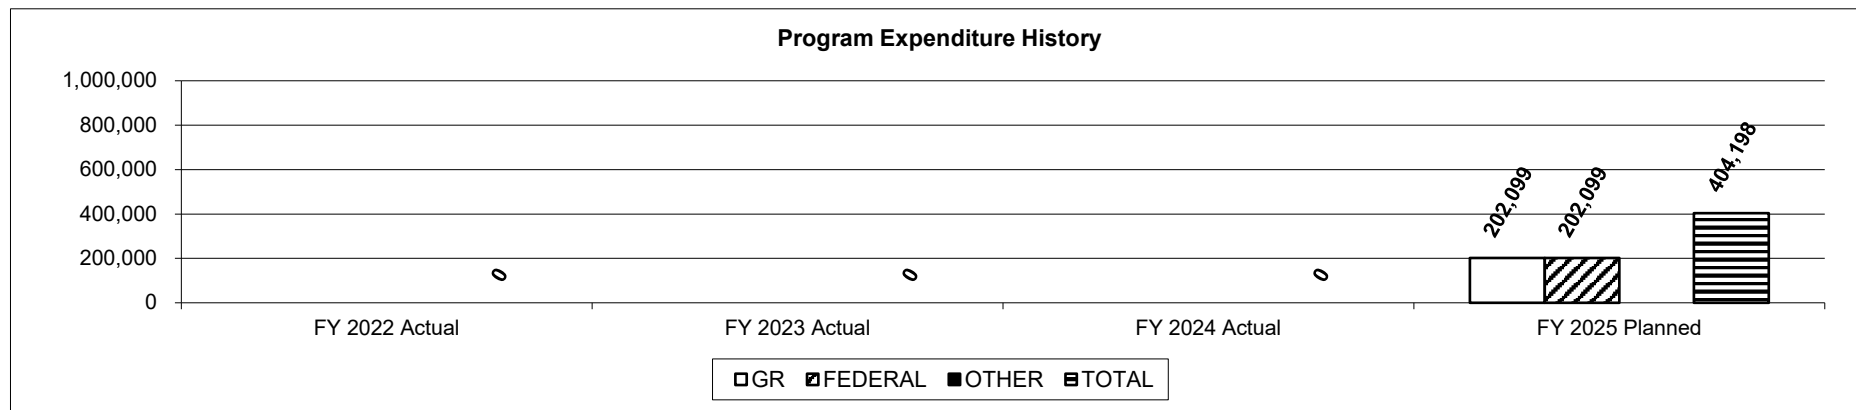 Program Expenditure History
1,000,000
800,000
600,000
400,000
200,000
0
0
0
0
202,099
202,099
404,198
FY 2022 Actual
FY 2023 Actual
FY 2024 Actual
FY 2025 Planned
GR FEDERAL OTHER TOTAL